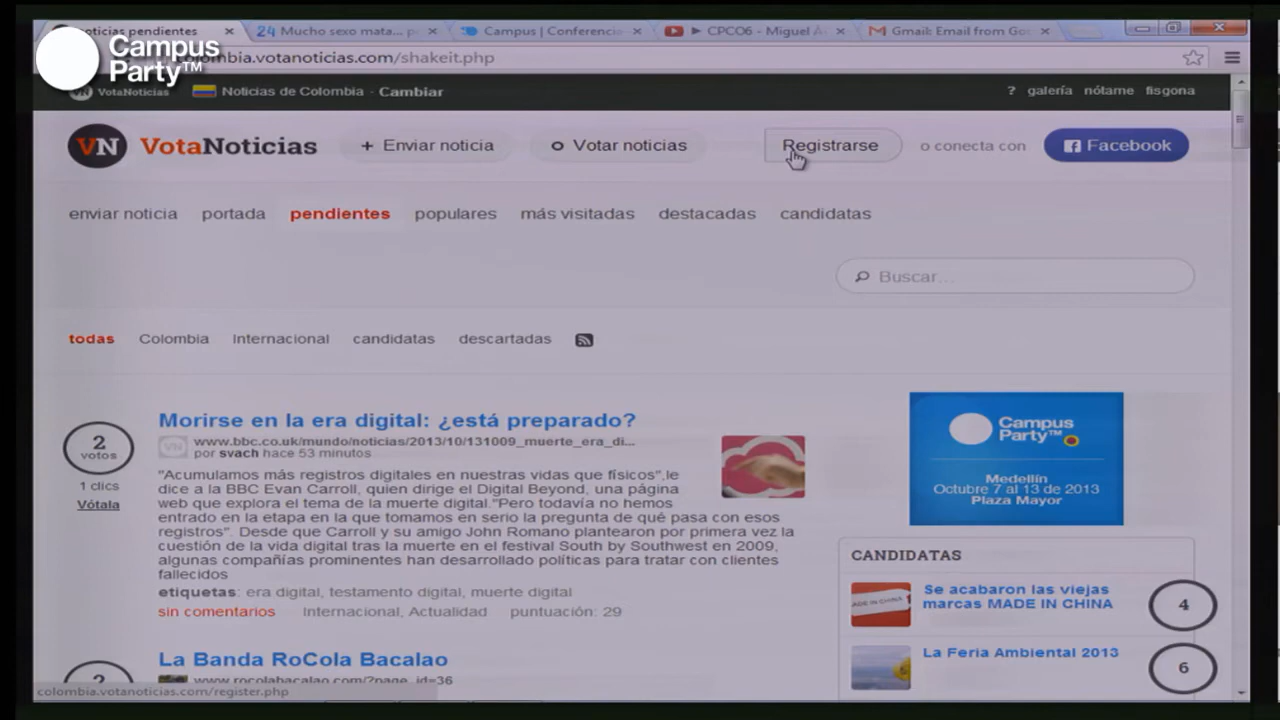 noticias pendientes
24 Mucho sexo mata... p
Campus | Conferenci
CPCO6 - Miguel A
Gmail: Email from Go
Campus
Party™
lombia.votanoticias.com/shakeit.php
VN VotaNoticias
Noticias de Colombia - Cambiar
? galería nótame fisgona
VN VotaNoticias
+ Enviar noticia
Votar noticias
Registrarse
o conecta con
f Facebook
enviar noticia portada pendientes populares más visitadas destacadas candidatas
Buscar...
todas Colombia Internacional candidatas descartadas
2
votos
1 clics
Vótala
Morirse en la era digital: ¿está preparado?
VN
www.bbc.co.uk/mundo/noticias/2013/10/131009_muerte_era_di...
por svach hace 53 minutos
"Acumulamos más registros digitales en nuestras vidas que físicos",le
dice a la BBC Evan Carroll, quien dirige el Digital Beyond, una página
web que explora el tema de la muerte digital."Pero todavía no hemos
entrado en la etapa en la que tomamos en serio la pregunta de qué pasa con esos
registros". Desde que Carroll y su amigo John Romano plantearon por primera vez la
cuestión de la vida digital tras la muerte en el festival South by Southwest en 2009,
algunas compañías prominentes han desarrollado políticas para tratar con clientes
fallecidos
etiquetas: era digital, testamento digital, muerte digital
sin comentarios Internacional, Actualidad puntuación: 29
2
La Banda RoCola Bacalao
www.rocolabacalao.com/?page_id=36
Campus
Party™
Medellín
Octubre 7 al 13 de 2013
Plaza Mayor
CANDIDATAS
MADE IN CHINA
Se acabaron las viejas
marcas MADE IN CHINA
4
La Feria Ambiental 2013
6
colombia.votanoticias.com/register.php